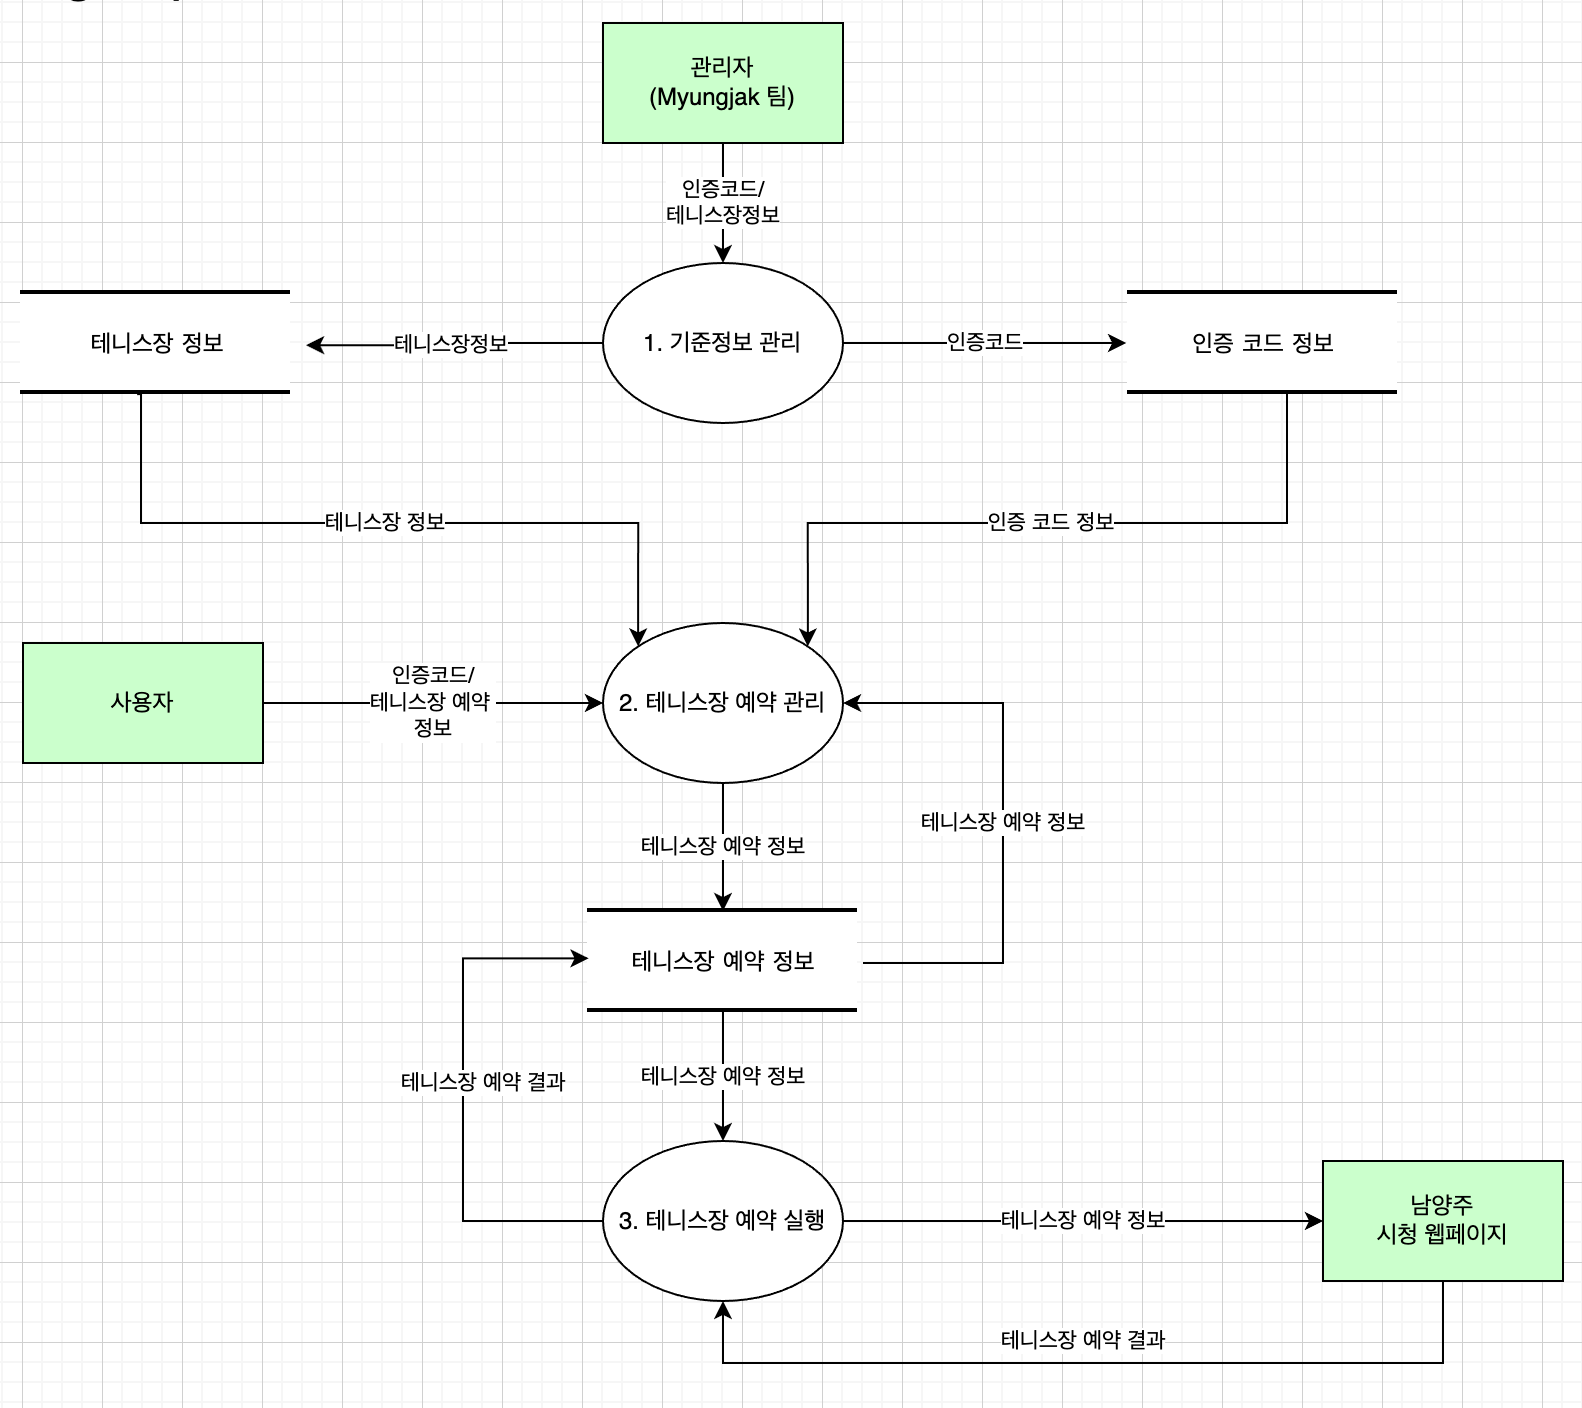 관리자
(Myungjak 팀)
인증코드/
테니스장정보
테니스장 정보
테니스장정보
1. 기준정보 관리
인증코드
인증 코드 정보
테니스장 정보
인증 코드 정보
사용자
인증코드/
테니스장 예약
정보
2. 테니스장 예약 관리
테니스장 예약 정보
테니스장 예약 정보
테니스장 예약 정보
테니스장 예약 결과
테니스장 예약 정보
3. 테니스장 예약 실행
테니스장 예약 정보
남양주
시청 웹페이지
테니스장 예약 결과